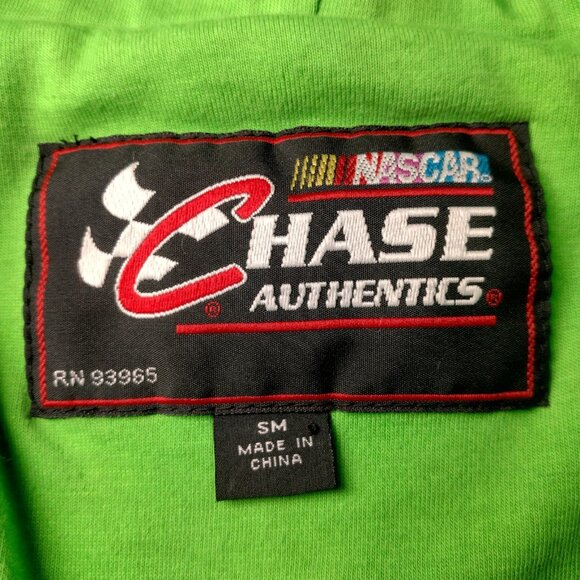 NASCAR
CHASE
AUTHENTICS®
®
RN 93965
SM
MADE IN
CHINA